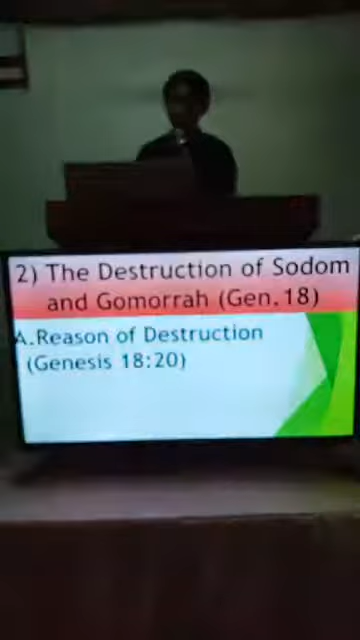 2) The Destruction of Sodom
and Gomorrah (Gen.18)
A.Reason of Destruction
(Genesis 18:20)